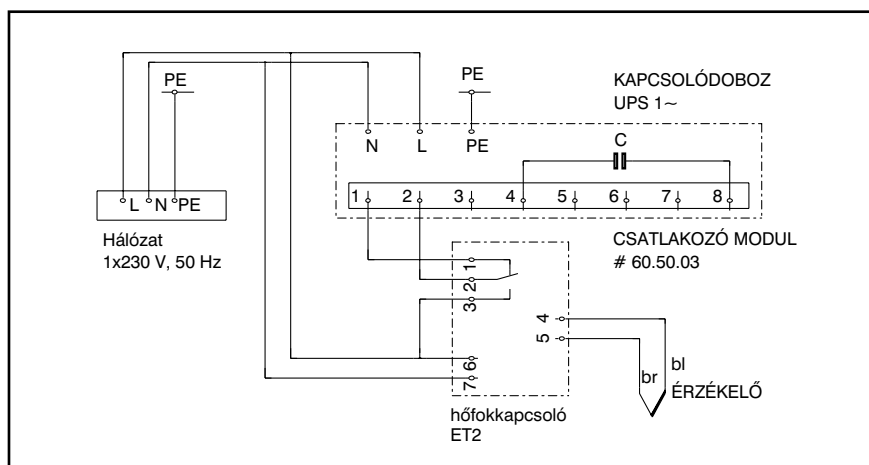 PE
PE
KAPCSOLÓDOBOZ
UPS 1~
N L PE
C
L N PE
1 2 3 4 5 6 7 8
Hálózat
1x230 V, 50 Hz
CSATLAKOZÓ MODUL
# 60.50.03
1
2
3
4
5
6
7
br
bl
ÉRZÉKELŐ
hőfokkapcsoló
ET2